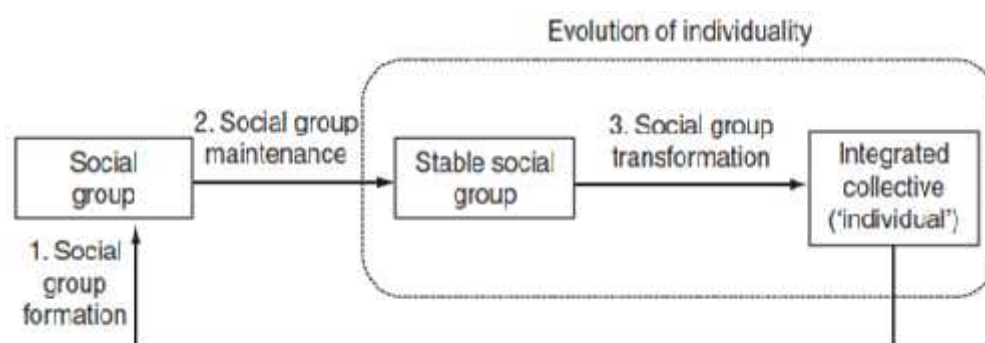 Evolution of individuality
2. Social group
maintenance
3. Social group
transformation
Social
group
Stable social
group
Integrated
collective
('individual')
1. Social
group
formation